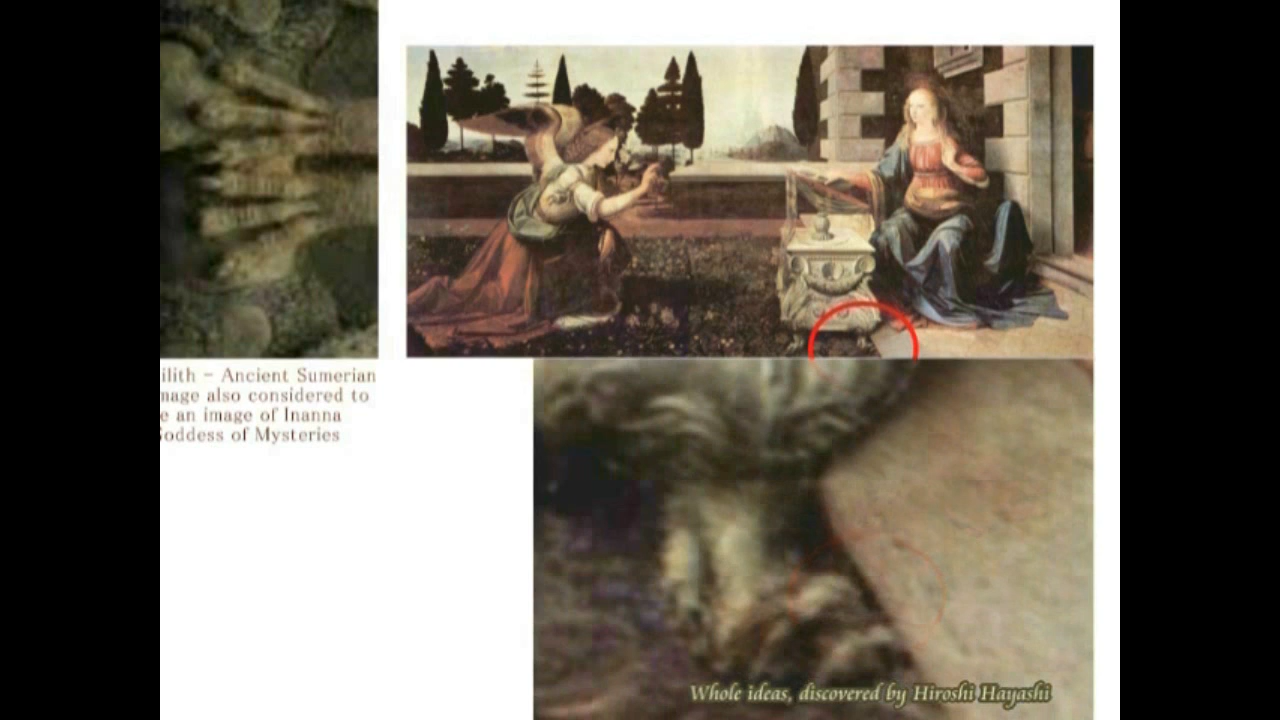 ilith - Ancient Sumerian
mage also considered to
e an image of Inanna
Goddess of Mysteries
Whole ideas, discovered by Hiroshi Hayashi